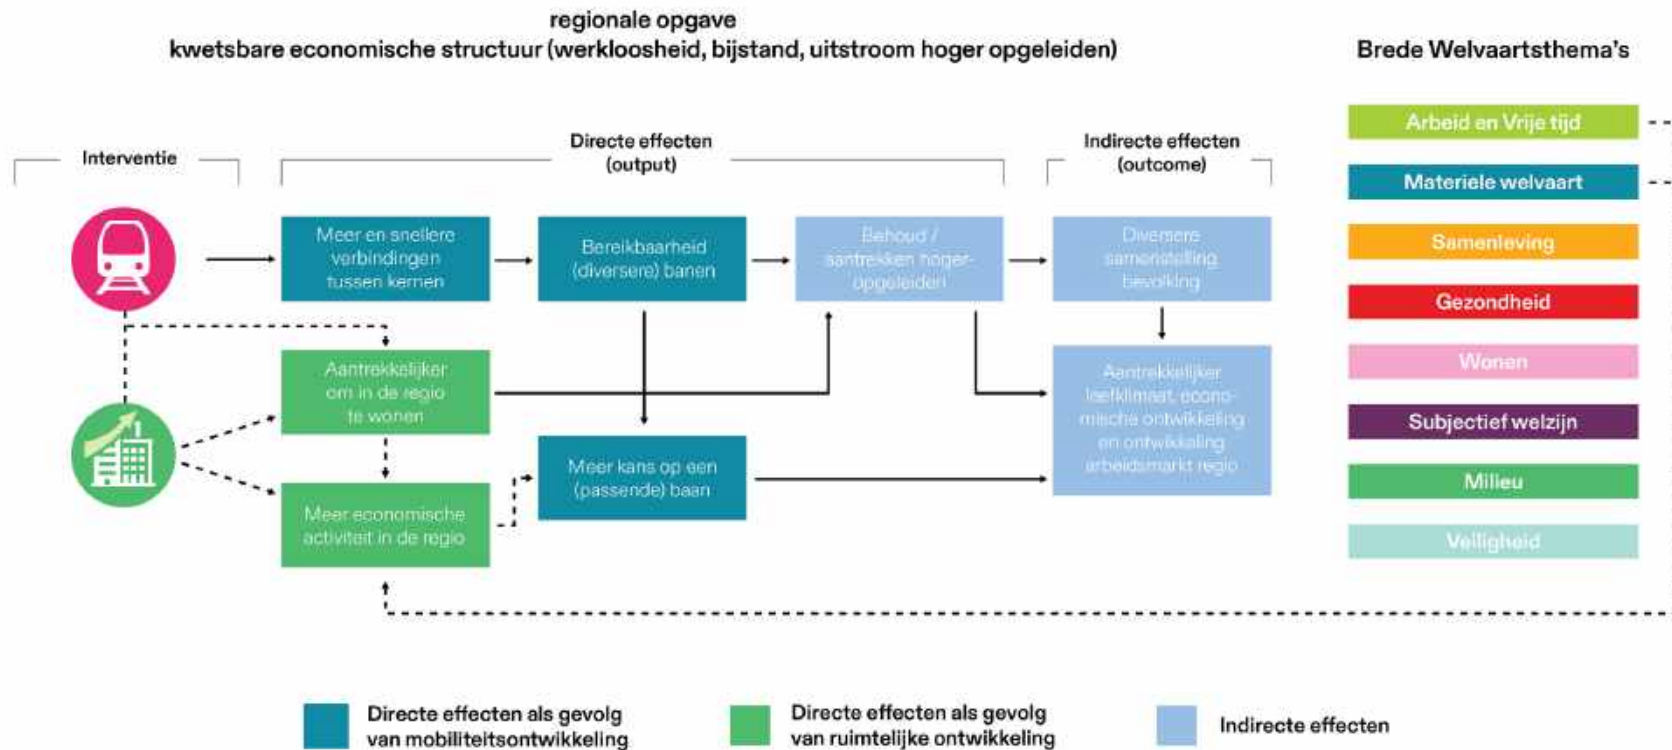 regionale opgave
kwetsbare economische structuur (werkloosheid, bijstand, uitstroom hoger opgeleiden)
Brede Welvaartsthema's
Interventie
Directe effecten
(output)
Indirecte effecten
(outcome)
Meer en snellere
verbindingen
tussen kernen
Bereikbaarheid
(diversere) banen
Behoud /
aantrekken hoger-
opgeleiden
Diversere
samenstelling
bevolking
Aantrekkelijker
om in de regio
te wonen
Meer kans op een
(passende) baan
Aantrekkelijker
leefklimaat, econo-
mische ontwikkeling
en ontwikkeling
arbeidsmarkt regio
Meer economische
activiteit in de regio
Arbeid en Vrije tijd
Materiele welvaart
Samenleving
Gezondheid
Wonen
Subjectief welzijn
Milieu
Veiligheid
Directe effecten als gevolg
van mobiliteitsontwikkeling
Directe effecten als gevolg
van ruimtelijke ontwikkeling
Indirecte effecten